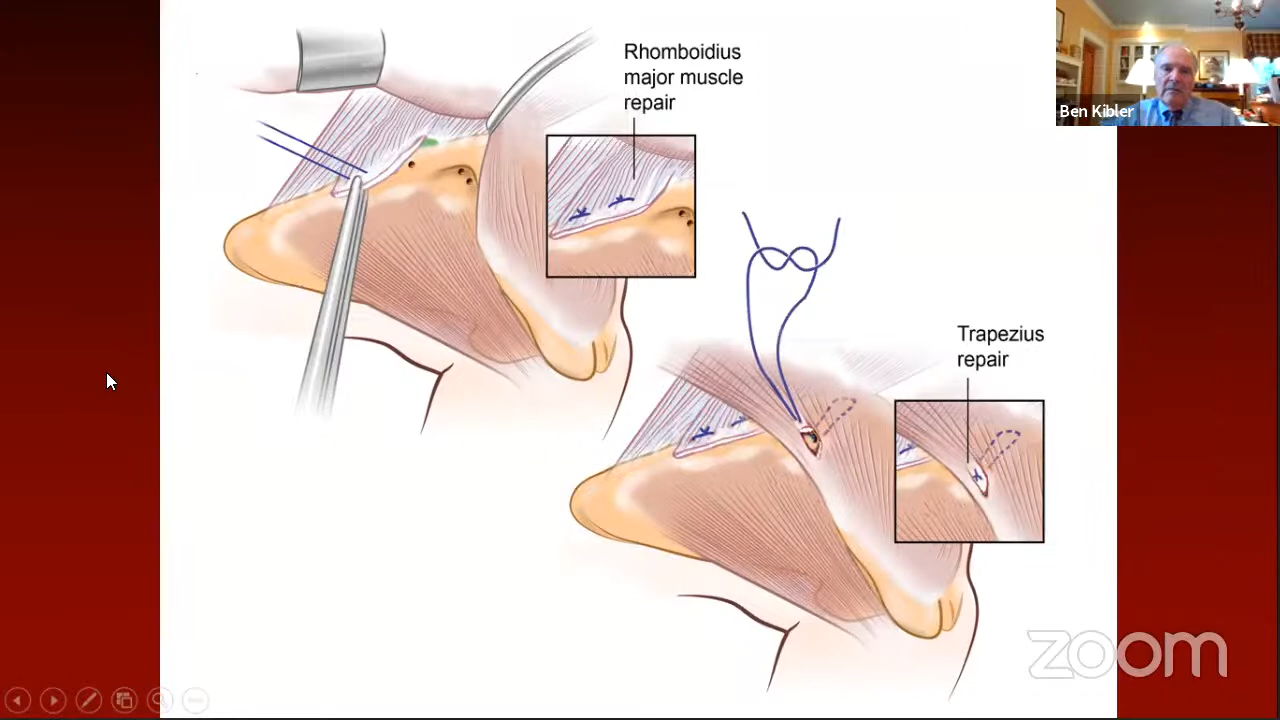 Rhomboidius
major muscle
repair
Ben Kibler
Trapezius
repair
zoom